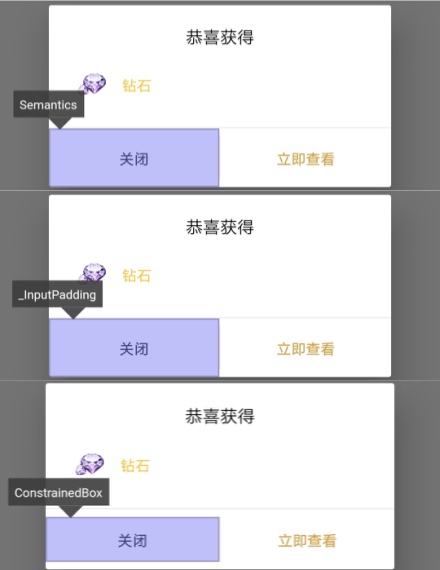 恭喜获得
钻石
Semantics
关闭 立即查看
恭喜获得
钻石
_InputPadding
关闭 立即查看
恭喜获得
钻石
ConstrainedBox
关闭 立即查看